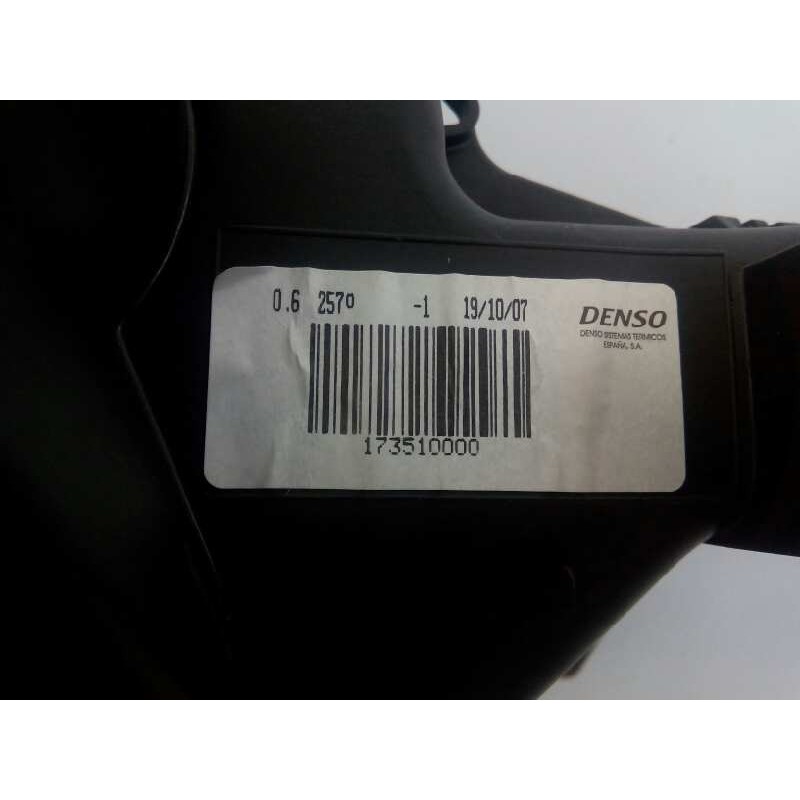 0.6 257º -1 19/10/07
DENSO
DENSO SISTEMAS TERMICOS
ESPAÑA, S.A.
173510000